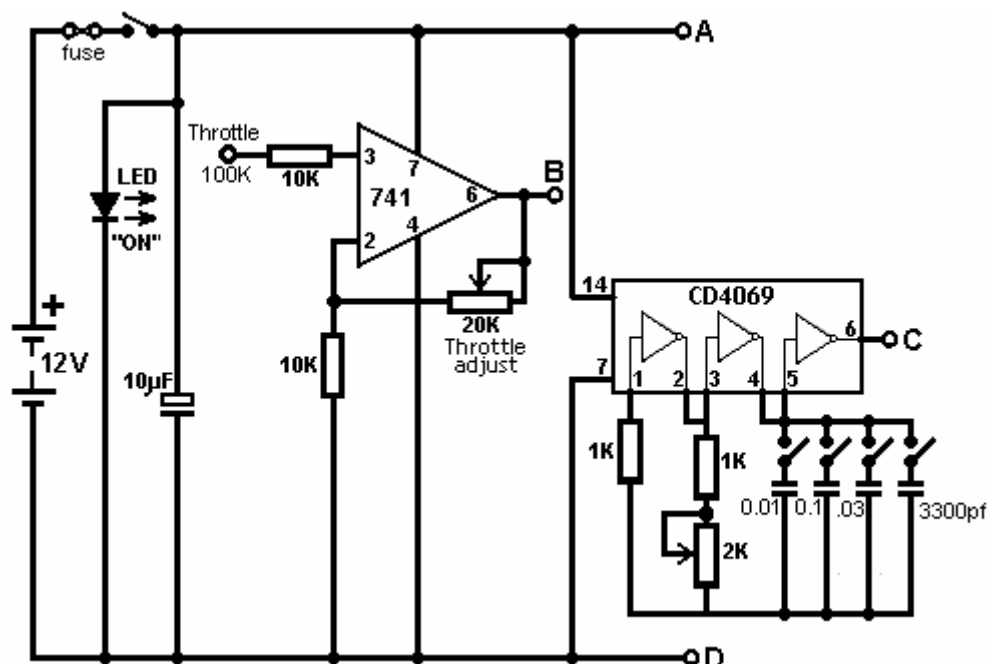 A
fuse
Throttle
100K
10K
3
7
741
6
B
LED
"ON"
4
2
14
CD4069
6
C
20K
Throttle
adjust
+
12V
10K
10µF
7
1
2
3
4
5
1K
1K
0.01
0.1
.03
3300pf
2K
D